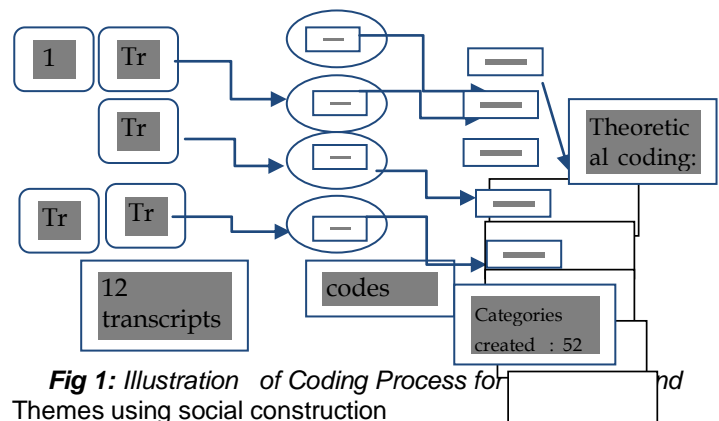 1
Tr
Tr
Tr
Tr
12
transcripts
codes
Categories
created : 52
Theoretic
al coding:
Fig 1: Illustration of Coding Process for nd
Themes using social construction